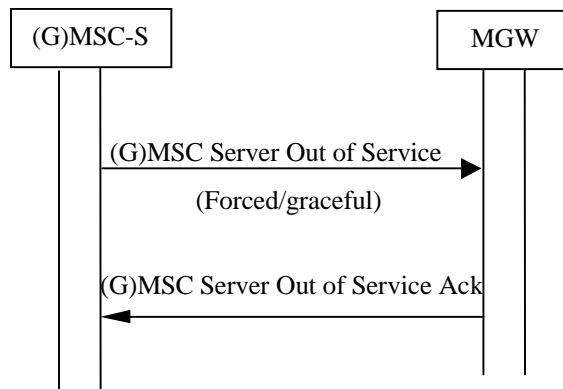 (G)MSC-S
MGW
(G)MSC Server Out of Service
(Forced/graceful)
(G)MSC Server Out of Service Ack